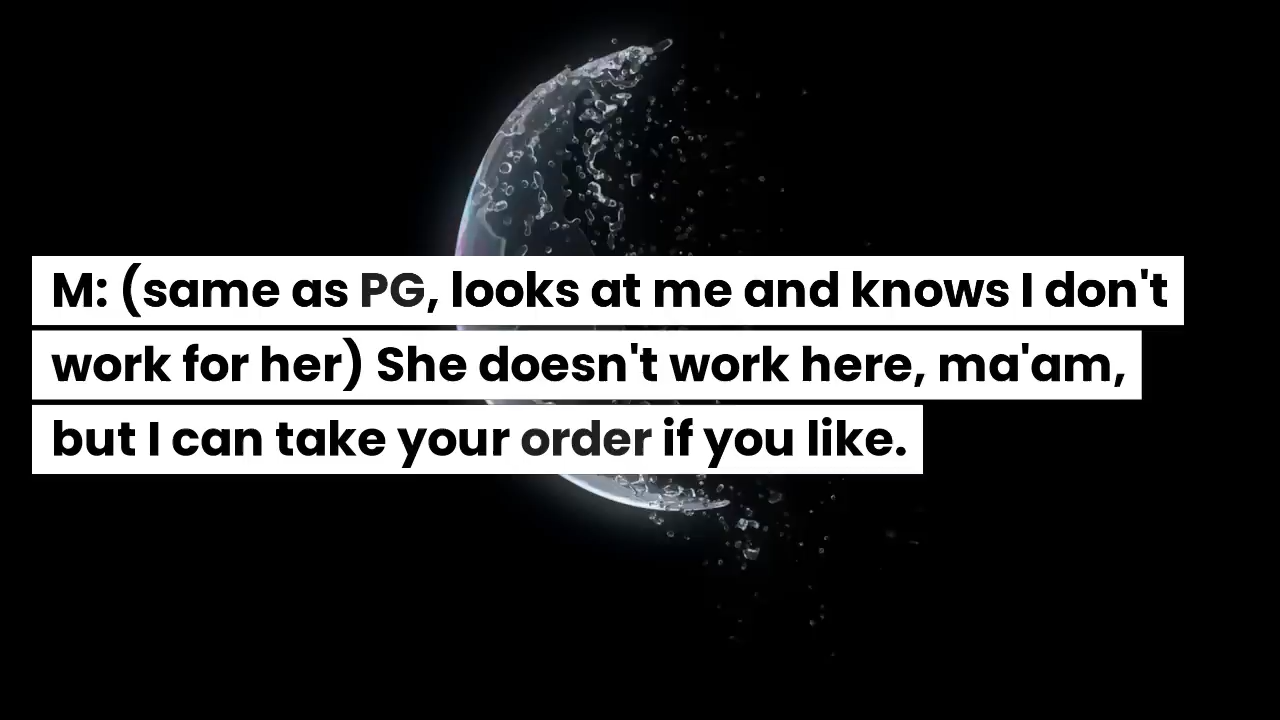 M: (same as PG, looks at me and knows I don't
work for her) She doesn't work here, ma'am,
but I can take your order if you like.